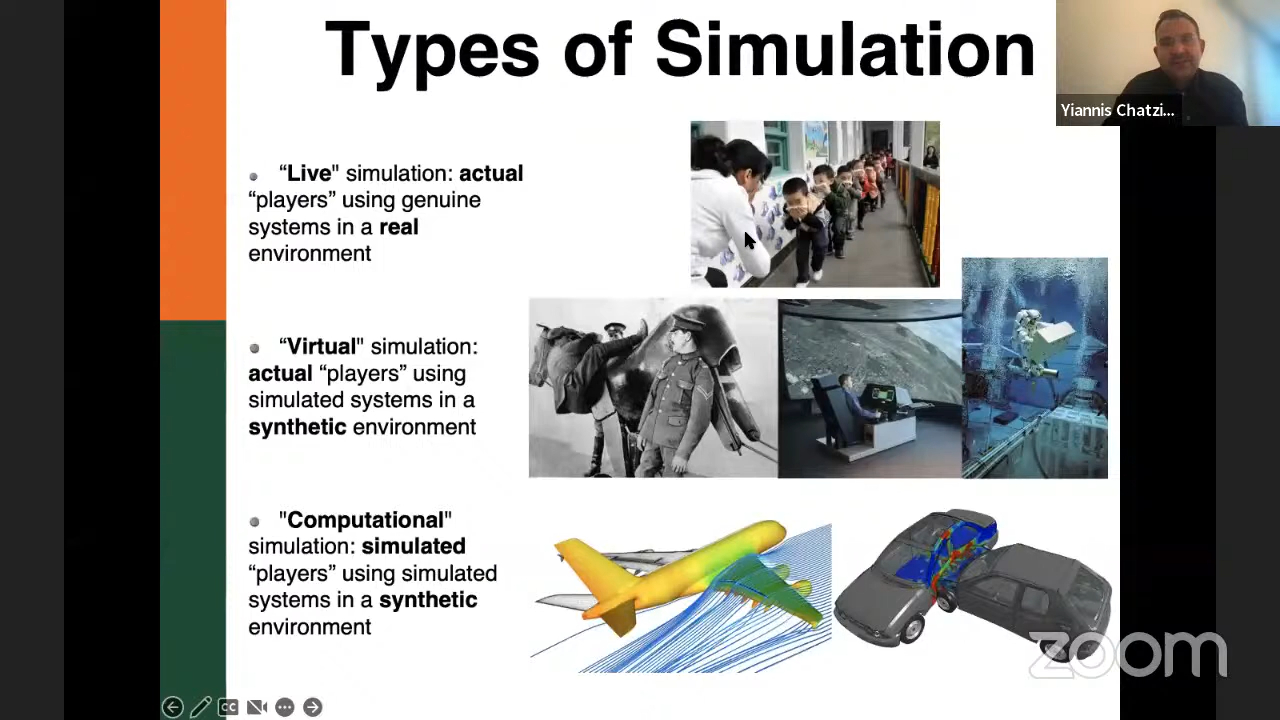 Types of Simulation
Yiannis Chatzi...
“Live" simulation: actual
“players” using genuine
systems in a real
environment
“Virtual" simulation:
actual “players” using
simulated systems in a
synthetic environment
"Computational"
simulation: simulated
“players” using simulated
systems in a synthetic
environment
zoom
CC